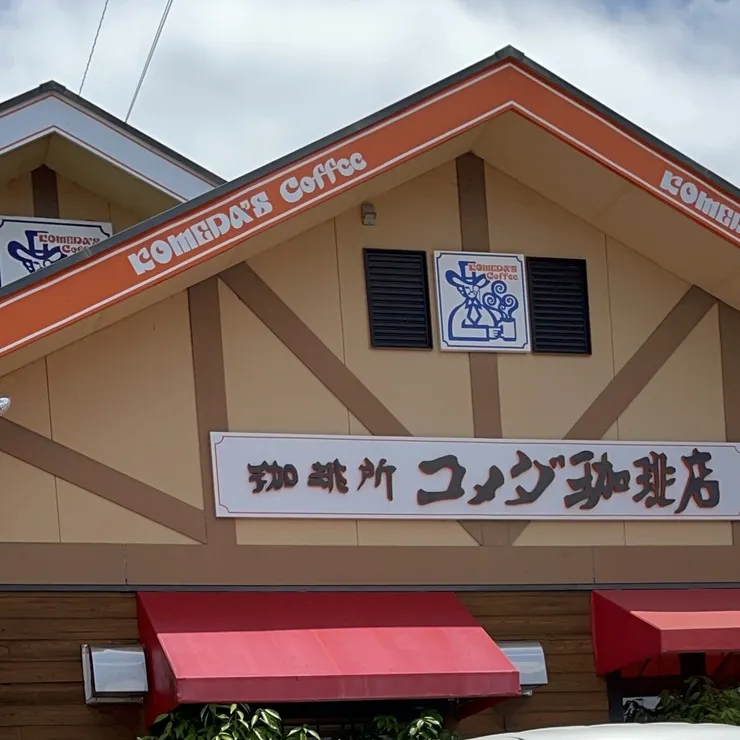 KOMEDA'S Coffee
KOMEDA
KOMEDA'S
Coffee
KOMEDA'S
Coffee
珈琲所 コメダ珈琲店